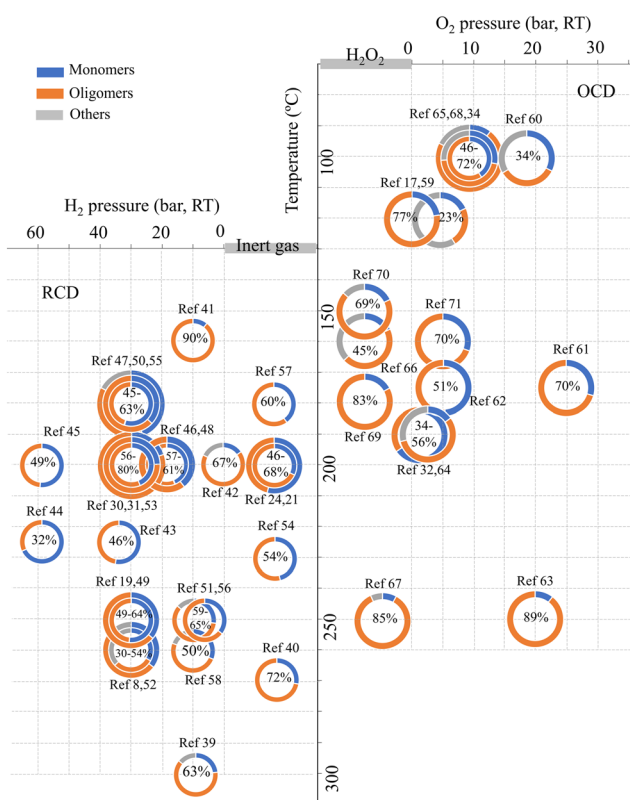 O2 pressure (bar, RT)
H2O2
0 10 20 30
Monomers
Oligomers
Others
OCD
Temperature (ºC)
Ref 65,68,34
Ref 60
46-
72%
34%
100
Ref 17,59
77%
23%
H2 pressure (bar, RT)
60 40 20 0
Inert gas
RCD
Ref 70
69%
Ref 41
90%
150
Ref 71
70%
45%
Ref 47,50,55
45-
63%
Ref 57
60%
Ref 66
51%
Ref 61
70%
83%
Ref 62
Ref 69
34-
56%
Ref 45
49%
Ref 46,48
56-
80%
57-
61%
67%
46-
68%
200
Ref 32,64
Ref 42
Ref 24,21
Ref 30,31,53
Ref 44
32%
Ref 43
46%
Ref 54
54%
Ref 19,49
49-64%
Ref 51,56
59-
65%
Ref 67
85%
Ref 63
89%
250
30-54%
50%
Ref 40
72%
Ref 8,52
Ref 58
Ref 39
63%
300